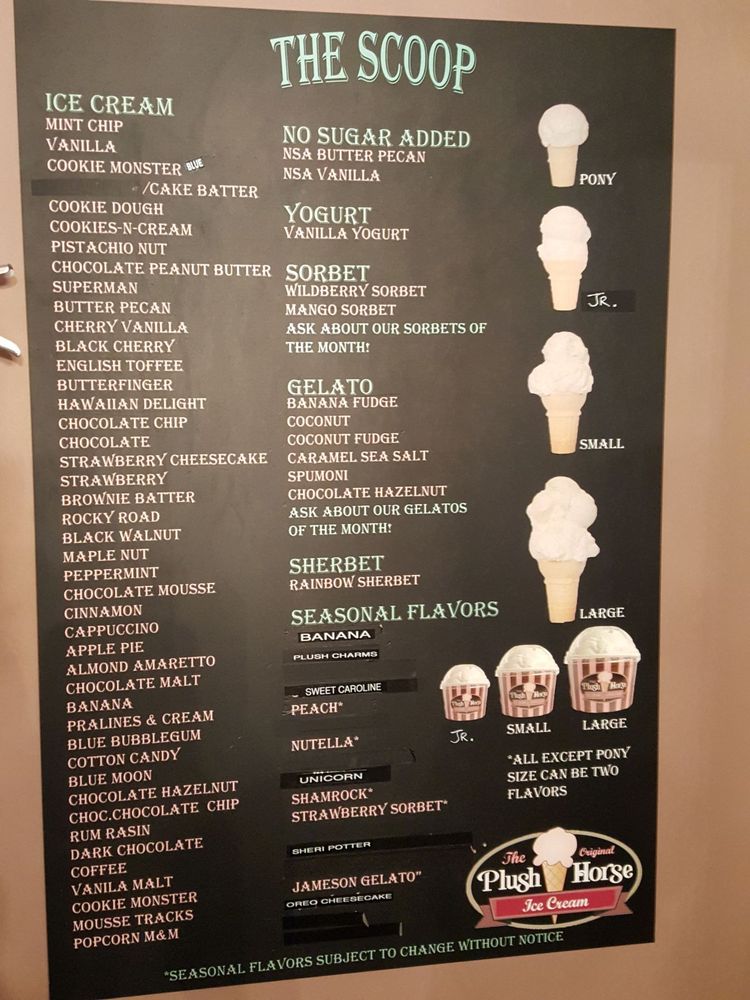 THE SCOOP
ICE CREAM
MINT CHIP
VANILLA
COOKIE MONSTER BLUE
/CAKE BATTER
COOKIE DOUGH
COOKIES-N-CREAM
PISTACHIO NUT
CHOCOLATE PEANUT BUTTER
SUPERMAN
BUTTER PECAN
CHERRY VANILLA
BLACK CHERRY
ENGLISH TOFFEE
BUTTERFINGER
HAWAIIAN DELIGHT
CHOCOLATE CHIP
CHOCOLATE
STRAWBERRY CHEESECAKE
STRAWBERRY
BROWNIE BATTER
ROCKY ROAD
BLACK WALNUT
MAPLE NUT
PEPPERMINT
CHOCOLATE MOUSSE
CINNAMON
CAPPUCCINO
APPLE PIE
ALMOND AMARETTO
CHOCOLATE MALT
BANANA
PRALINES & CREAM
BLUE BUBBLEGUM
COTTON CANDY
BLUE MOON
CHOCOLATE HAZELNUT
CHOC.CHOCOLATE CHIP
RUM RASIN
DARK CHOCOLATE
COFFEE
VANILA MALT
COOKIE MONSTER
MOUSSE TRACKS
POPCORN M&M
NO SUGAR ADDED
NSA BUTTER PECAN
NSA VANILLA
YOGURT
VANILLA YOGURT
SORBET
WILDBERRY SORBET
MANGO SORBET
ASK ABOUT OUR SORBETS OF
THE MONTH!
GELATO
BANANA FUDGE
COCONUT
COCONUT FUDGE
CARAMEL SEA SALT
SPUMONI
CHOCOLATE HAZELNUT
ASK ABOUT OUR GELATOS
OF THE MONTH!
SHERBET
RAINBOW SHERBET
SEASONAL FLAVORS
BANANA
PLUSH CHARMS
SWEET CAROLINE
PEACH*
NUTELLA*
UNICORN
SHAMROCK*
STRAWBERRY SORBET*
SHERI POTTER
JAMESON GELATO"
OREO CHEESECAKE
PONY
JR.
SMALL
LARGE
Plush Horse
Plush Horse
Plush Horse
JR.
SMALL
LARGE
*ALL EXCEPT PONY
SIZE CAN BE TWO
FLAVORS
The Original
Plush Horse
Ice Cream
*SEASONAL FLAVORS SUBJECT TO CHANGE WITHOUT NOTICE